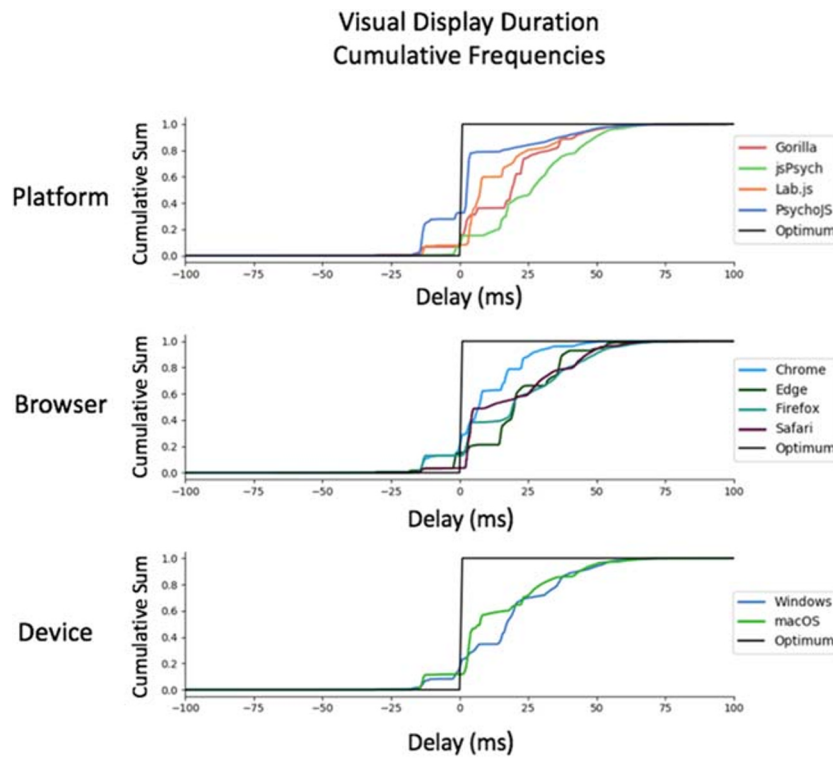 Visual Display Duration
Cumulative Frequencies
Platform
Cumulative Sum
1.0
0.8
0.6
0.4
0.2
0.0
−100 −75 −50 −25 0 25 50 75 100
Delay (ms)
Gorilla
jsPsych
Lab.js
PsychoJS
Optimum
Browser
Cumulative Sum
1.0
0.8
0.6
0.4
0.2
0.0
−100 −75 −50 −25 0 25 50 75 100
Delay (ms)
Chrome
Edge
Firefox
Safari
Optimum
Device
Cumulative Sum
1.0
0.8
0.6
0.4
0.2
0.0
−100 −75 −50 −25 0 25 50 75 100
Delay (ms)
Windows
macOS
Optimum